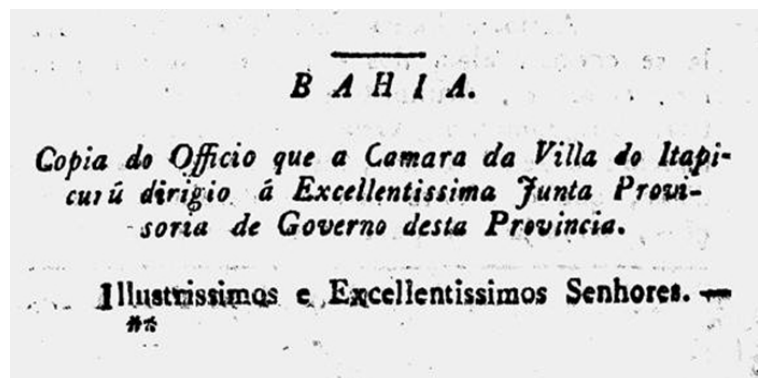 BAHIA.
Copia do Officio que a Camara da Villa do Itapi-
curú dirigio á Excellentissima Junta Provi-
soria de Governo desta Provincia.
Illustrissimos e Excellentissimos Senhores. —
**